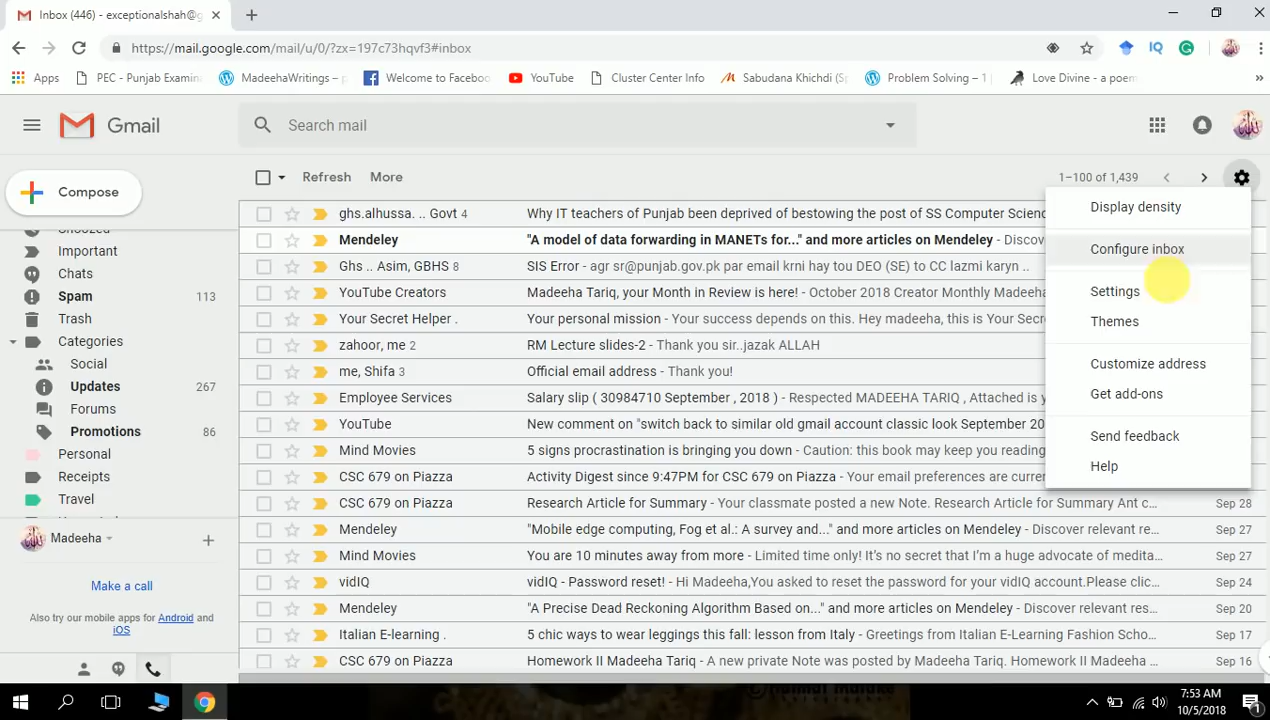 Inbox (446) - exceptionalshah@g
https://mail.google.com/mail/u/0/?zx=197c73hqvf3#inbox
Apps PEC - Punjab Examin MadeehaWritings – p Welcome to Faceboo YouTube Cluster Center Info Sabudana Khichdi (Sp Problem Solving – 1 Love Divine - a poem
Gmail Search mail
Compose Refresh More 1–100 of 1,439
Display density
Configure inbox
Settings
Themes
Customize address
Get add-ons
Send feedback
Help
Important
Chats
Spam 113
Trash
Categories
Social
Updates 267
Forums
Promotions 86
Personal
Receipts
Travel
Madeeha
Make a call
Also try our mobile apps for Android and
iOS
ghs.alhussa. .. Govt 4 Why IT teachers of Punjab been deprived of bestowing the post of SS Computer Scienc
Mendeley "A model of data forwarding in MANETs for..." and more articles on Mendeley - Discov
Ghs .. Asim, GBHS 8 SIS Error - agr sr@punjab.gov.pk par email krni hay tou DEO (SE) to CC lazmi karyn ..
YouTube Creators Madeeha Tariq, your Month in Review is here! - October 2018 Creator Monthly Madeeha
Your Secret Helper . Your personal mission - Your success depends on this. Hey madeeha, this is Your Secre
zahoor, me 2 RM Lecture slides-2 - Thank you sir..jazak ALLAH
me, Shifa 3 Official email address - Thank you!
Employee Services Salary slip ( 30984710 September , 2018 ) - Respected MADEEHA TARIQ , Attached is y
YouTube New comment on "switch back to similar old gmail account classic look September 20
Mind Movies 5 signs procrastination is bringing you down - Caution: this book may keep you reading
CSC 679 on Piazza Activity Digest since 9:47PM for CSC 679 on Piazza - Your email preferences are curren
CSC 679 on Piazza Research Article for Summary - Your classmate posted a new Note. Research Article for Summary Ant c... Sep 28
Mendeley "Mobile edge computing, Fog et al.: A survey and..." and more articles on Mendeley - Discover relevant re... Sep 27
Mind Movies You are 10 minutes away from more - Limited time only! It's no secret that I'm a huge advocate of medita... Sep 27
vidIQ vidIQ - Password reset! - Hi Madeeha,You asked to reset the password for your vidIQ account.Please clic... Sep 24
Mendeley "A Precise Dead Reckoning Algorithm Based on..." and more articles on Mendeley - Discover relevant res... Sep 20
Italian E-learning . 5 chic ways to wear leggings this fall: lesson from Italy - Greetings from Italian E-Learning Fashion Scho... Sep 17
CSC 679 on Piazza Homework II Madeeha Tariq - A new private Note was posted by Madeeha Tariq. Homework II Madeeha Tariq... Sep 16
7:53 AM
10/5/2018